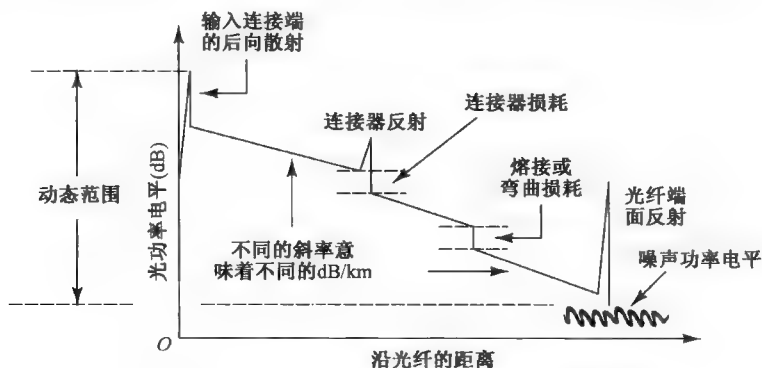 输入连接端
的后向散射
连接器损耗
连接器反射
熔接或
弯曲损耗
光纤端
面反射
动态范围
光功率电平(dB)
不同的斜率意
味着不同的dB/km
噪声功率电平
O
沿光纤的距离